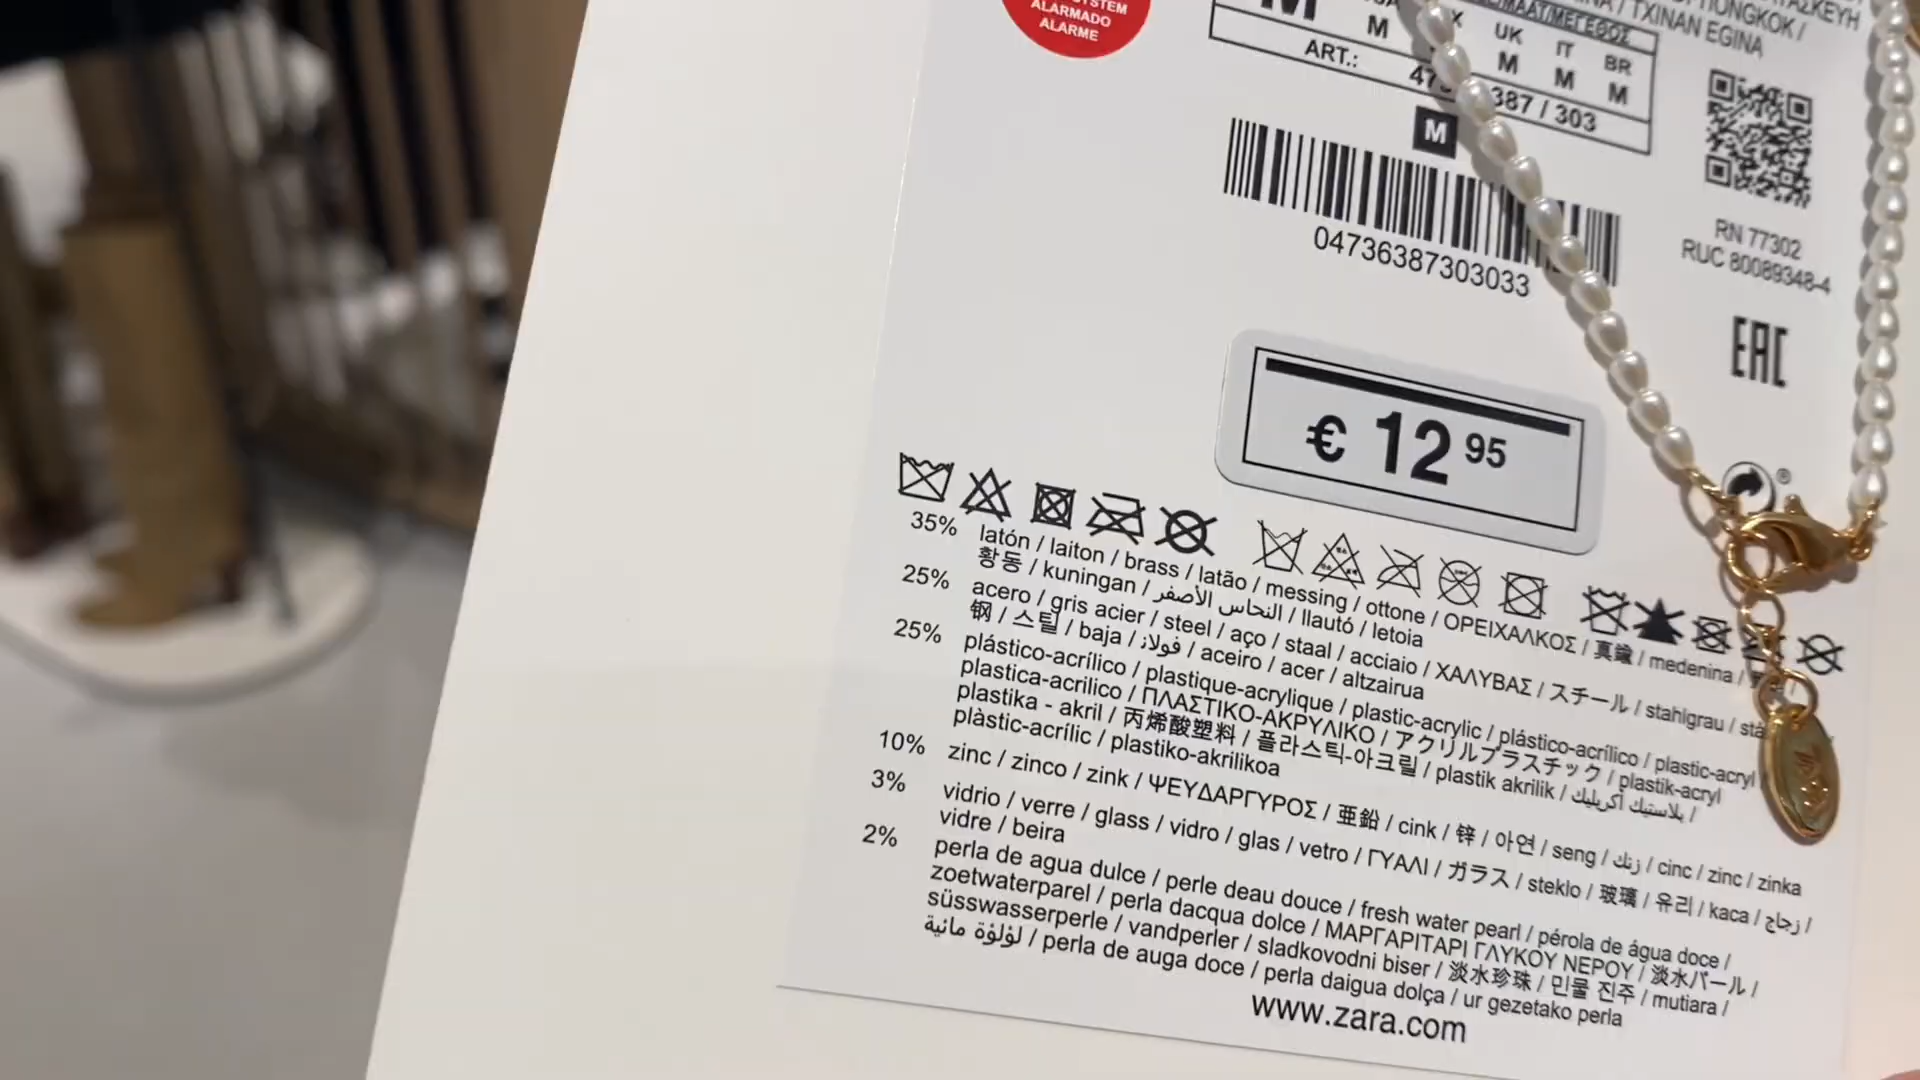 SYSTEM
ALARMADO
ALARME
HONGKOK /
/ TXINAN EGINA
UK IT BR
M M M M M
ART.:
387 / 303
M
04736387303033
RN 77302
RUC 80089348-4
EAC
€ 12 95
35% latón / laiton / brass / latão / messing / ottone / ΟΡΕΙΧΑΛΚΟΣ / 真鍮 / medenina /
황동 / kuningan / النحاس الأصفر / llautó / letoia
25% acero / gris acier / steel / aço / staal / acciaio / ΧΑΛΥΒΑΣ / スチール / stahlgrau /
钢 / 스틸 / baja / فولاذ / aceiro / acer / altzairua
25% plástico-acrílico / plastique-acrylique / plastic-acrylic / plástico-acrílico / plastic-acryl
plastica-acrilico / ΠΛΑΣΤΙΚΟ-ΑΚΡΥΛΙΚΟ / アクリルプラスチック / plastik-acryl
plastika - akril / 丙烯酸塑料 / 플라스틱-아크릴 / plastik akrilik / بلاستيك أكريليك /
plàstic-acrílic / plastiko-akrilikoa
10% zinc / zinco / zink / ΨΕΥΔΑΡΓΥΡΟΣ / 亜鉛 / cink / 锌 / 아연 / seng / زنك / cinc / zinc / zinka
3% vidrio / verre / glass / vidro / glas / vetro / ΓΥΑΛΙ / ガラス / steklo / 玻璃 / 유리 / kaca / زجاج /
vidre / beira
2% perla de agua dulce / perle deau douce / fresh water pearl / pérola de água doce /
zoetwaterparel / perla dacqua dolce / ΜΑΡΓΑΡΙΤΑΡΙ ΓΛΥΚΟΥ ΝΕΡΟΥ / 淡水パール /
süsswasserperle / vandperler / sladkovodni biser / 淡水珍珠 / 민물 진주 / mutiara /
لؤلؤة مائية / perla de auga doce / perla daigua dolça / ur gezetako perla
www.zara.com